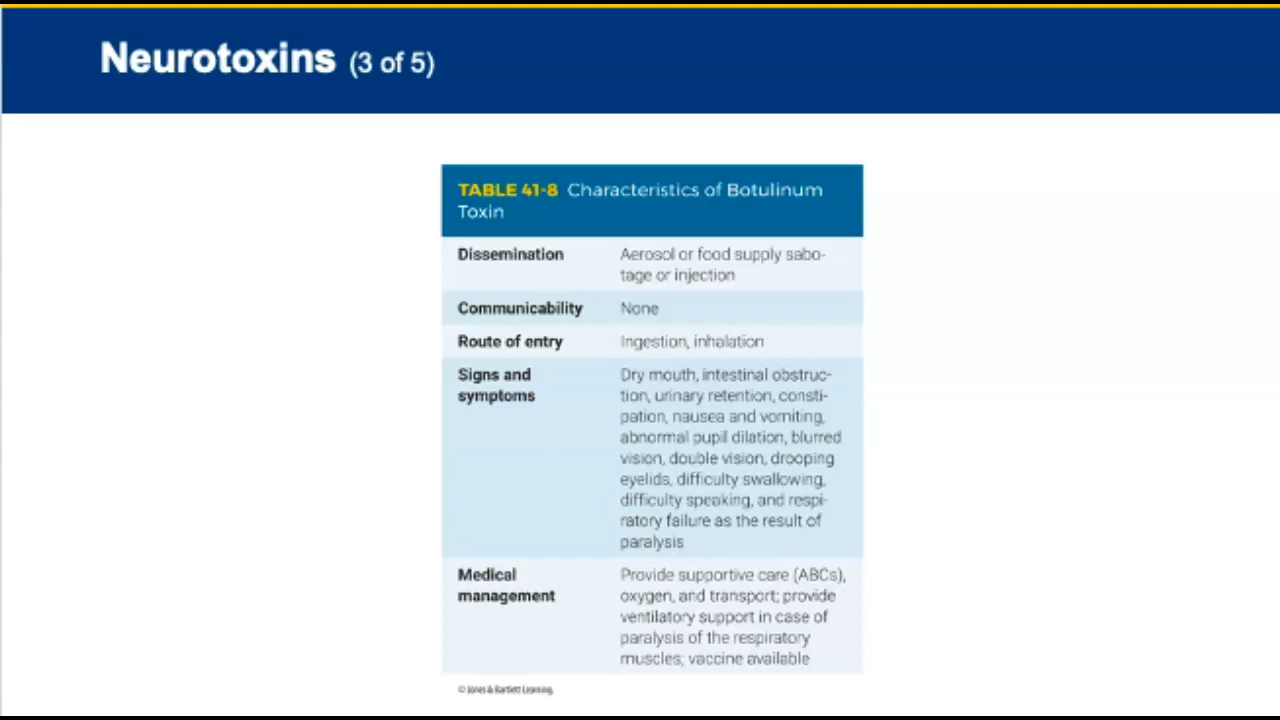 Neurotoxins (3 of 5)
TABLE 41-8 Characteristics of Botulinum
Toxin
Dissemination
Aerosol or food supply sabo-
tage or injection
Communicability
None
Route of entry
Ingestion, inhalation
Signs and
symptoms
Dry mouth, intestinal obstruc-
tion, urinary retention, consti-
pation, nausea and vomiting,
abnormal pupil dilation, blurred
vision, double vision, drooping
eyelids, difficulty swallowing,
difficulty speaking, and respi-
ratory failure as the result of
paralysis
Medical
management
Provide supportive care (ABCs),
oxygen, and transport; provide
ventilatory support in case of
paralysis of the respiratory
muscles; vaccine available
© Jones & Bartlett Learning.